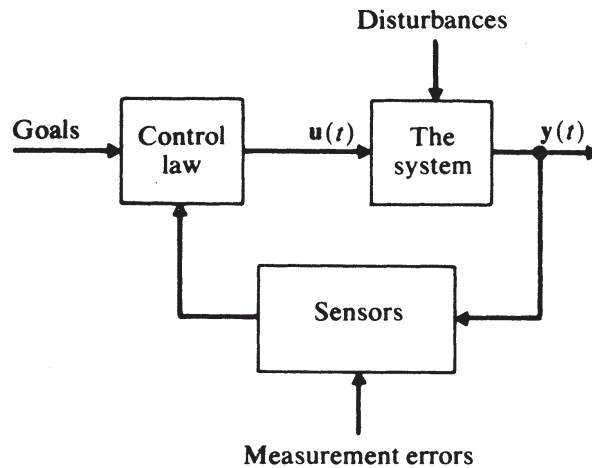 Disturbances
Goals
Control
law
u(t)
The
system
y(t)
Sensors
Measurement errors